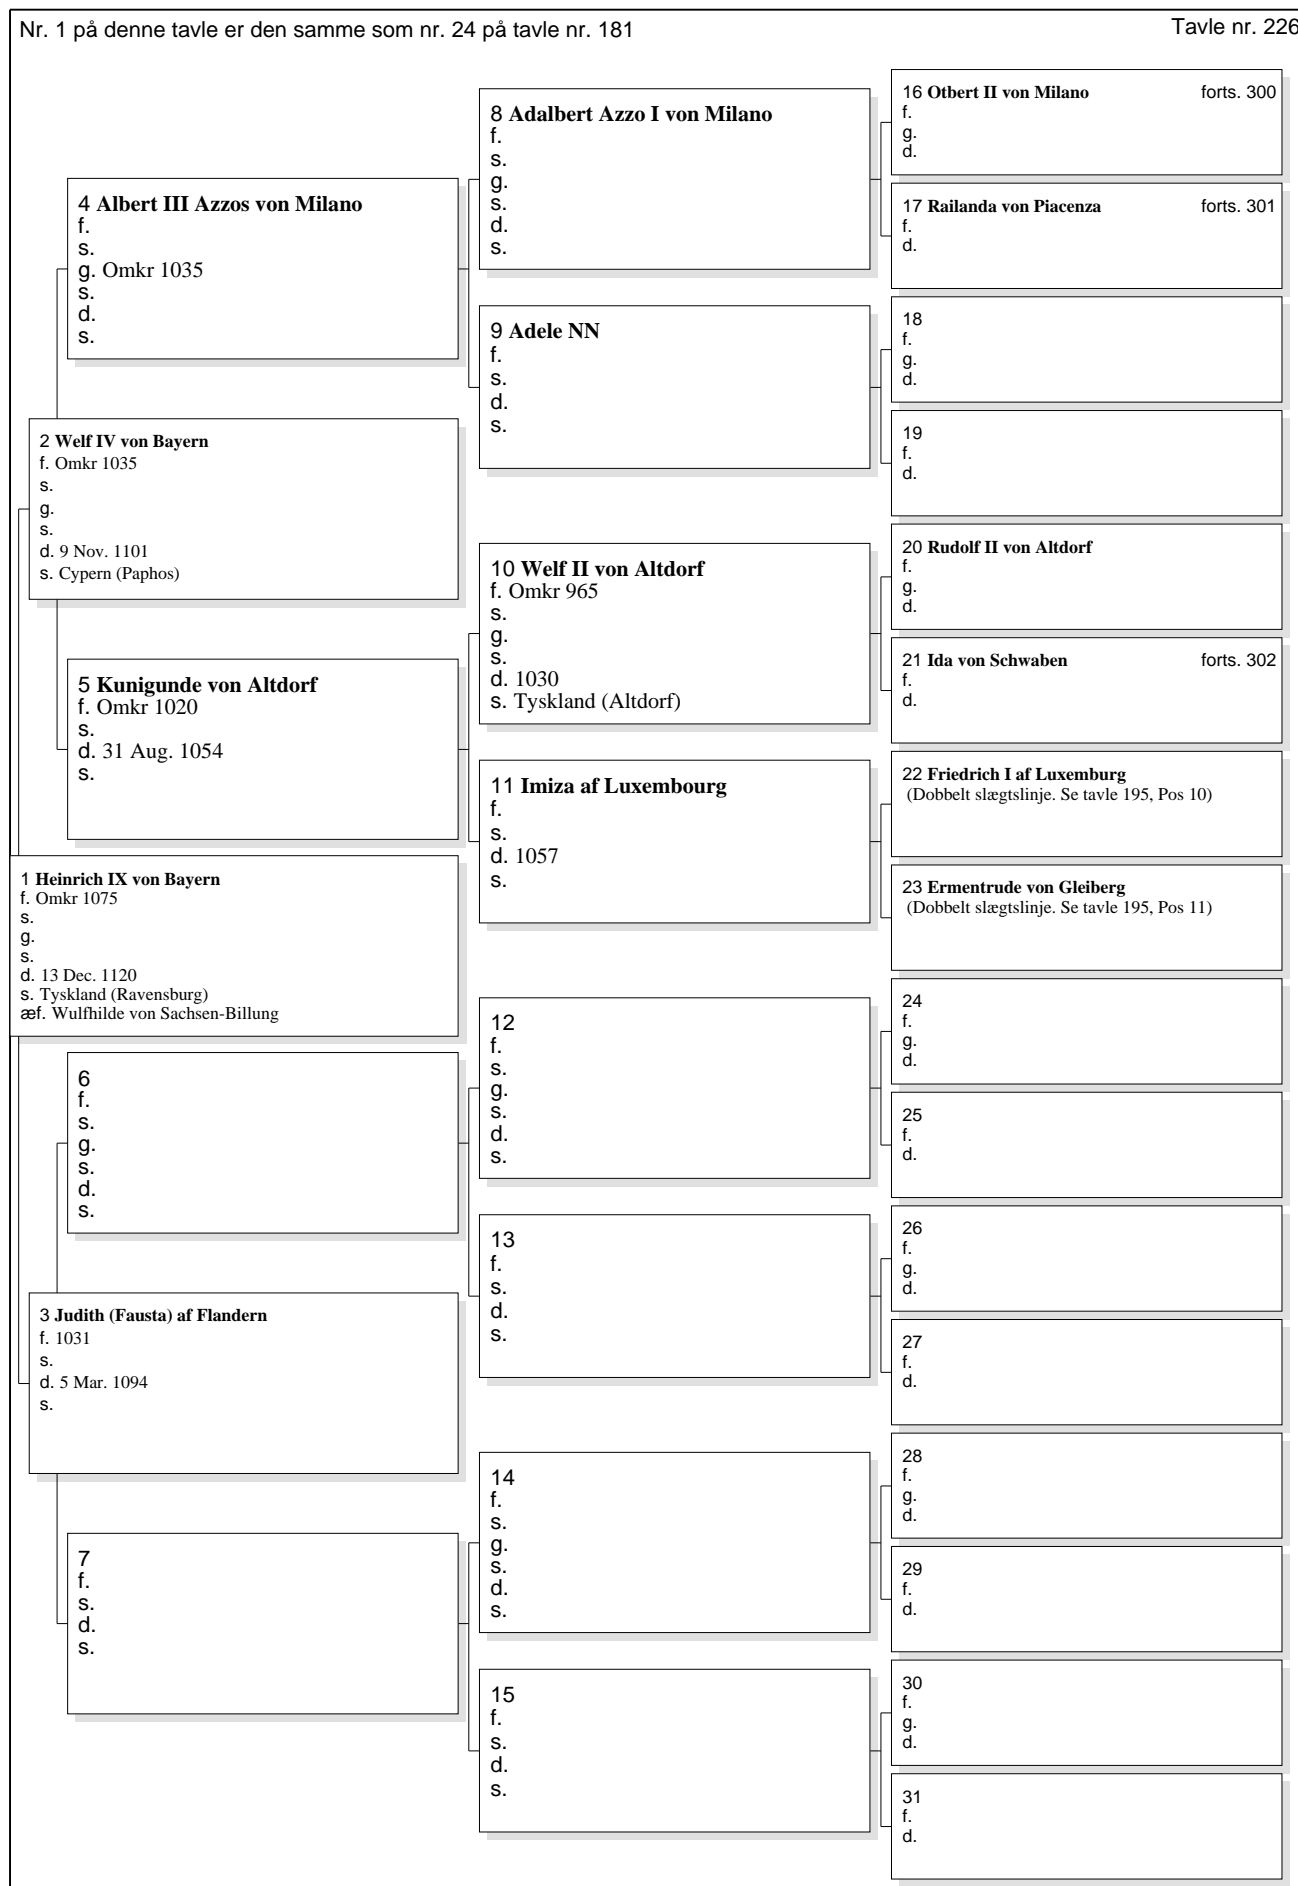 Nr. 1 på denne tavle er den samme som nr. 24 på tavle nr. 181
Tavle nr. 226
1 Heinrich IX von Bayern
f. Omkr 1075
s.
g.
s.
d. 13 Dec. 1120
s. Tyskland (Ravensburg)
æf. Wulfhilde von Sachsen-Billung
2 Welf IV von Bayern
f. Omkr 1035
s.
g.
s.
d. 9 Nov. 1101
s. Cypern (Paphos)
3 Judith (Fausta) af Flandern
f. 1031
s.
d. 5 Mar. 1094
s.
4 Albert III Azzos von Milano
f.
s.
g. Omkr 1035
s.
d.
s.
5 Kunigunde von Altdorf
f. Omkr 1020
s.
d. 31 Aug. 1054
s.
6
f.
s.
g.
s.
d.
s.
7
f.
s.
d.
s.
8 Adalbert Azzo I von Milano
f.
s.
g.
s.
d.
s.
9 Adele NN
f.
s.
d.
s.
10 Welf II von Altdorf
f. Omkr 965
s.
g.
s.
d. 1030
s. Tyskland (Altdorf)
11 Imiza af Luxembourg
f.
s.
d. 1057
s.
12
f.
s.
g.
s.
d.
s.
13
f.
s.
d.
s.
14
f.
s.
g.
s.
d.
s.
15
f.
s.
d.
s.
16 Otbert II von Milano forts. 300
f.
g.
d.
17 Railanda von Piacenza forts. 301
f.
d.
18
f.
g.
d.
19
f.
d.
20 Rudolf II von Altdorf
f.
g.
d.
21 Ida von Schwaben forts. 302
f.
d.
22 Friedrich I af Luxemburg
(Dobbelt slægtslinje. Se tavle 195, Pos 10)
23 Ermentrude von Gleiberg
(Dobbelt slægtslinje. Se tavle 195, Pos 11)
24
f.
g.
d.
25
f.
d.
26
f.
g.
d.
27
f.
d.
28
f.
g.
d.
29
f.
d.
30
f.
g.
d.
31
f.
d.